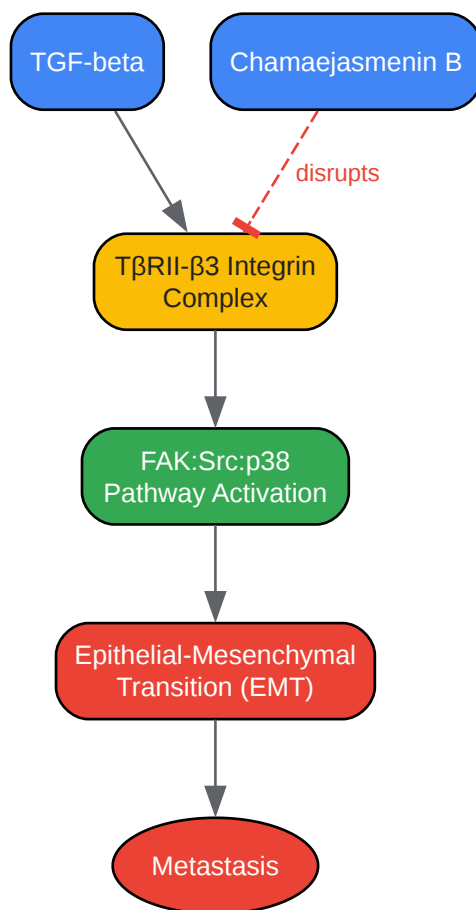 TGF-beta
Chamaejasmenin B
disrupts
TβRII-β3 Integrin
Complex
FAK:Src:p38
Pathway Activation
Epithelial-Mesenchymal
Transition (EMT)
Metastasis